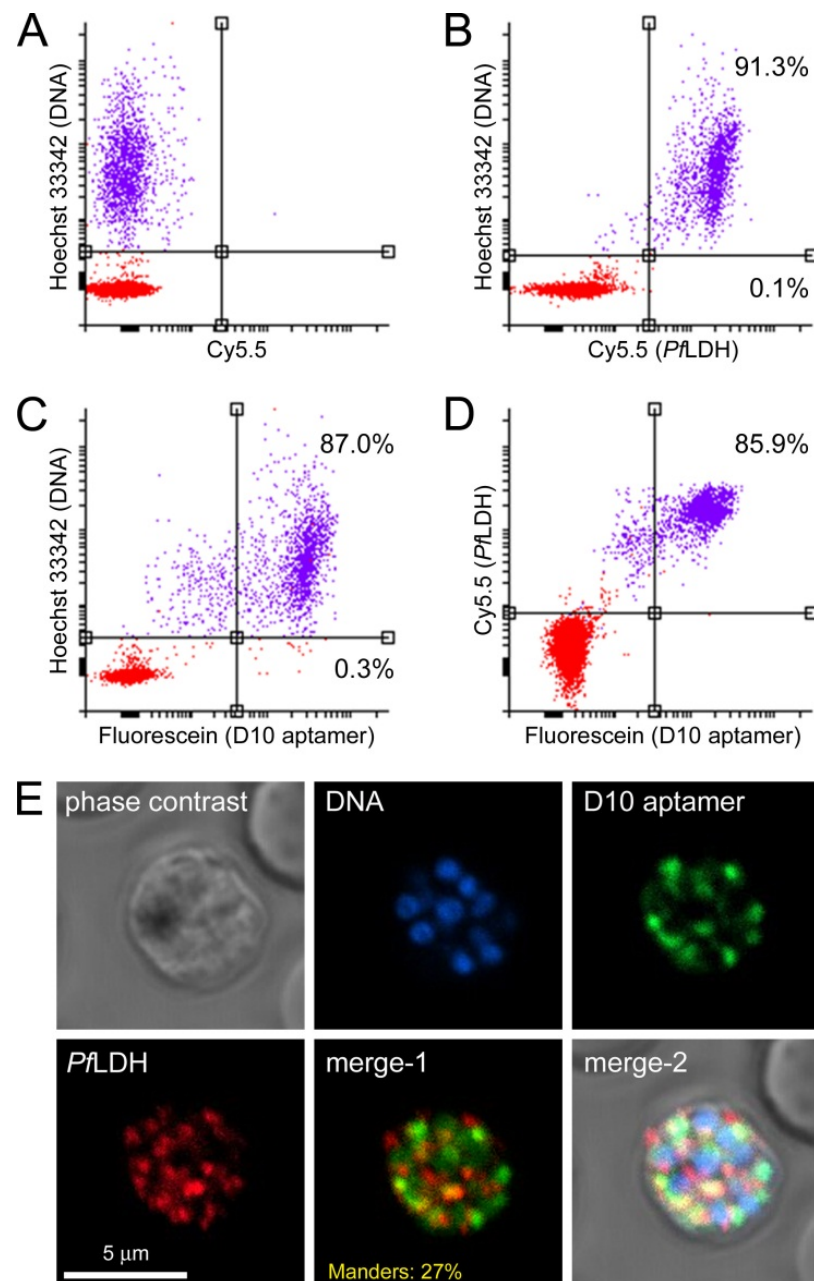 A
Hoechst 33342 (DNA)
Cy5.5
B
91.3%
Hoechst 33342 (DNA)
0.1%
Cy5.5 (PfLDH)
C
87.0%
Hoechst 33342 (DNA)
0.3%
Fluorescein (D10 aptamer)
D
85.9%
Cy5.5 (PfLDH)
Fluorescein (D10 aptamer)
E
phase contrast
DNA
D10 aptamer
PfLDH
5 μm
merge-1
Manders: 27%
merge-2